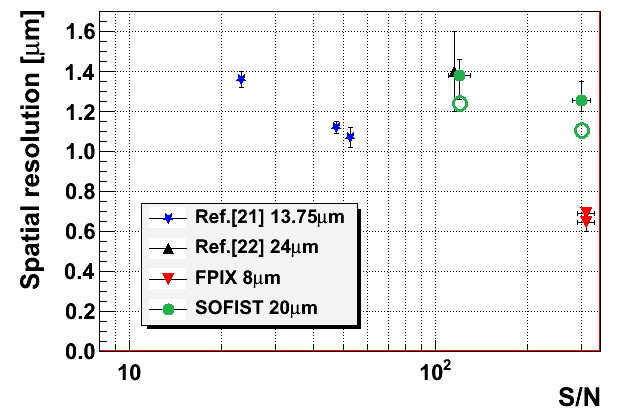 Spatial resolution [μm]
1.6
1.4
1.2
1.0
0.8
0.6
0.4
0.2
0.0
Ref.[21] 13.75μm
Ref.[22] 24μm
FPIX 8μm
SOFIST 20μm
10
10²
S/N